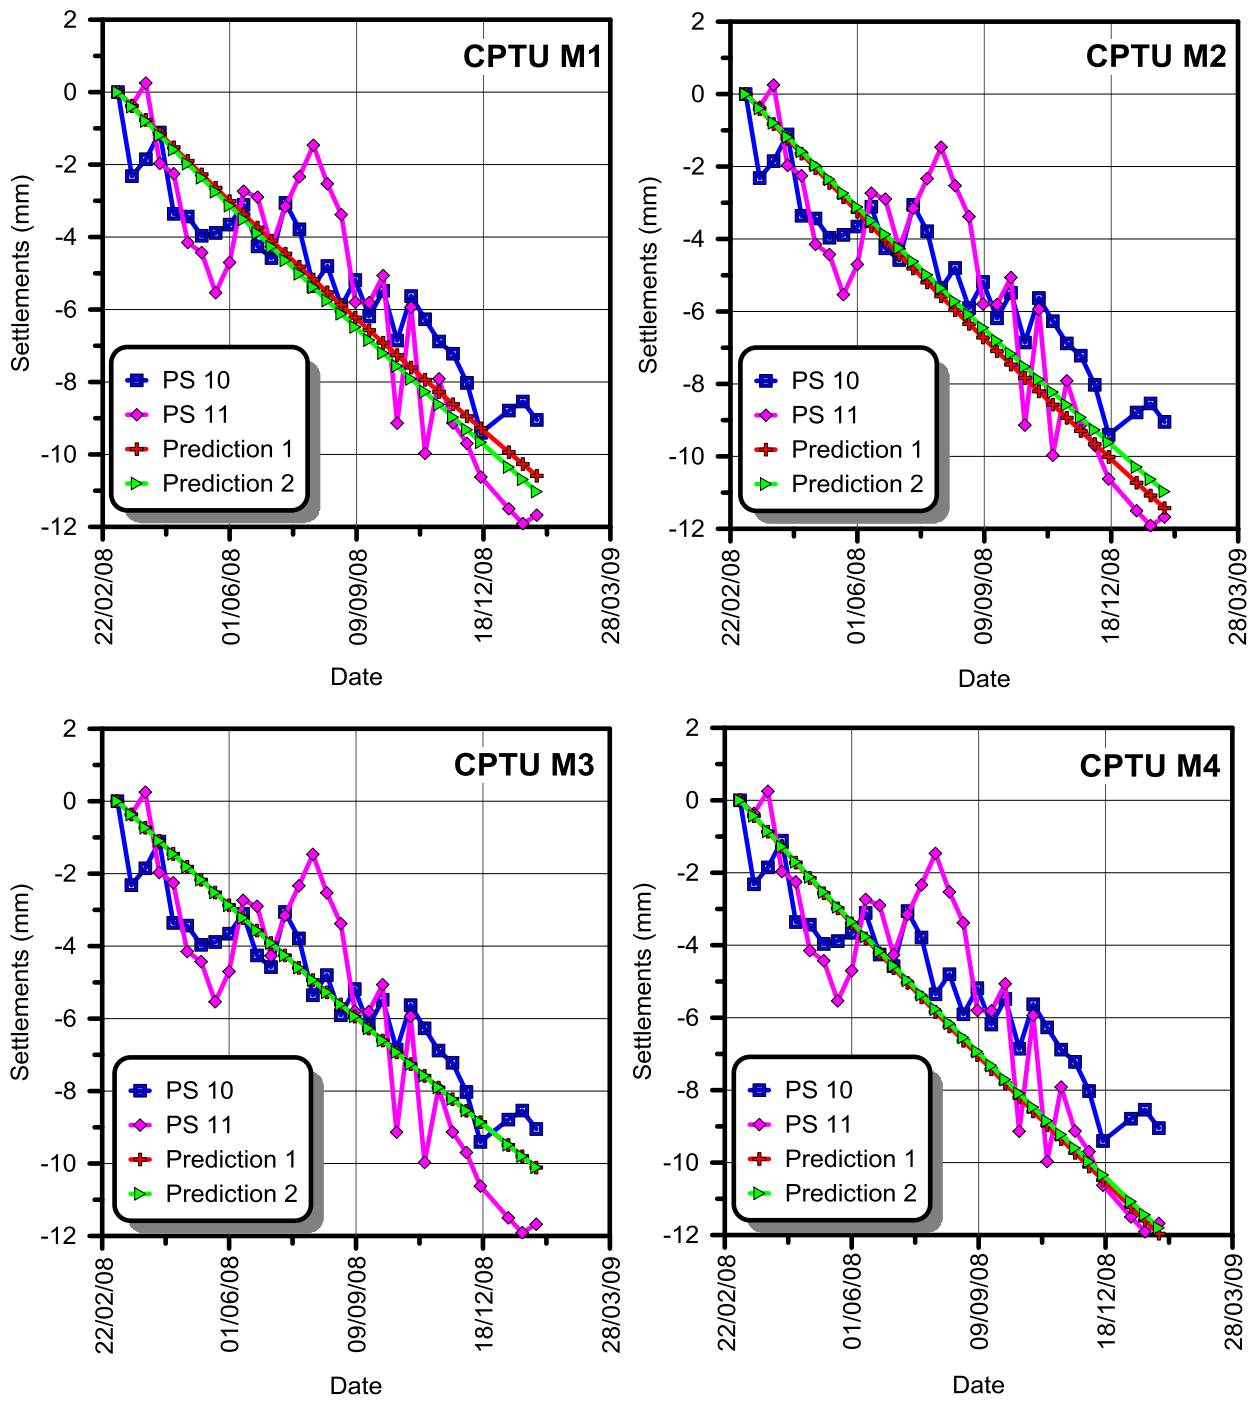 CPTU M1
Settlements (mm)
2
0
-2
-4
-6
-8
-10
-12
PS 10
PS 11
Prediction 1
Prediction 2
22/02/08
01/06/08
09/09/08
18/12/08
28/03/09
Date
CPTU M2
Settlements (mm)
2
0
-2
-4
-6
-8
-10
-12
PS 10
PS 11
Prediction 1
Prediction 2
22/02/08
01/06/08
09/09/08
18/12/08
28/03/09
Date
CPTU M3
Settlements (mm)
2
0
-2
-4
-6
-8
-10
-12
PS 10
PS 11
Prediction 1
Prediction 2
22/02/08
01/06/08
09/09/08
18/12/08
28/03/09
Date
CPTU M4
Settlements (mm)
2
0
-2
-4
-6
-8
-10
-12
PS 10
PS 11
Prediction 1
Prediction 2
22/02/08
01/06/08
09/09/08
18/12/08
28/03/09
Date